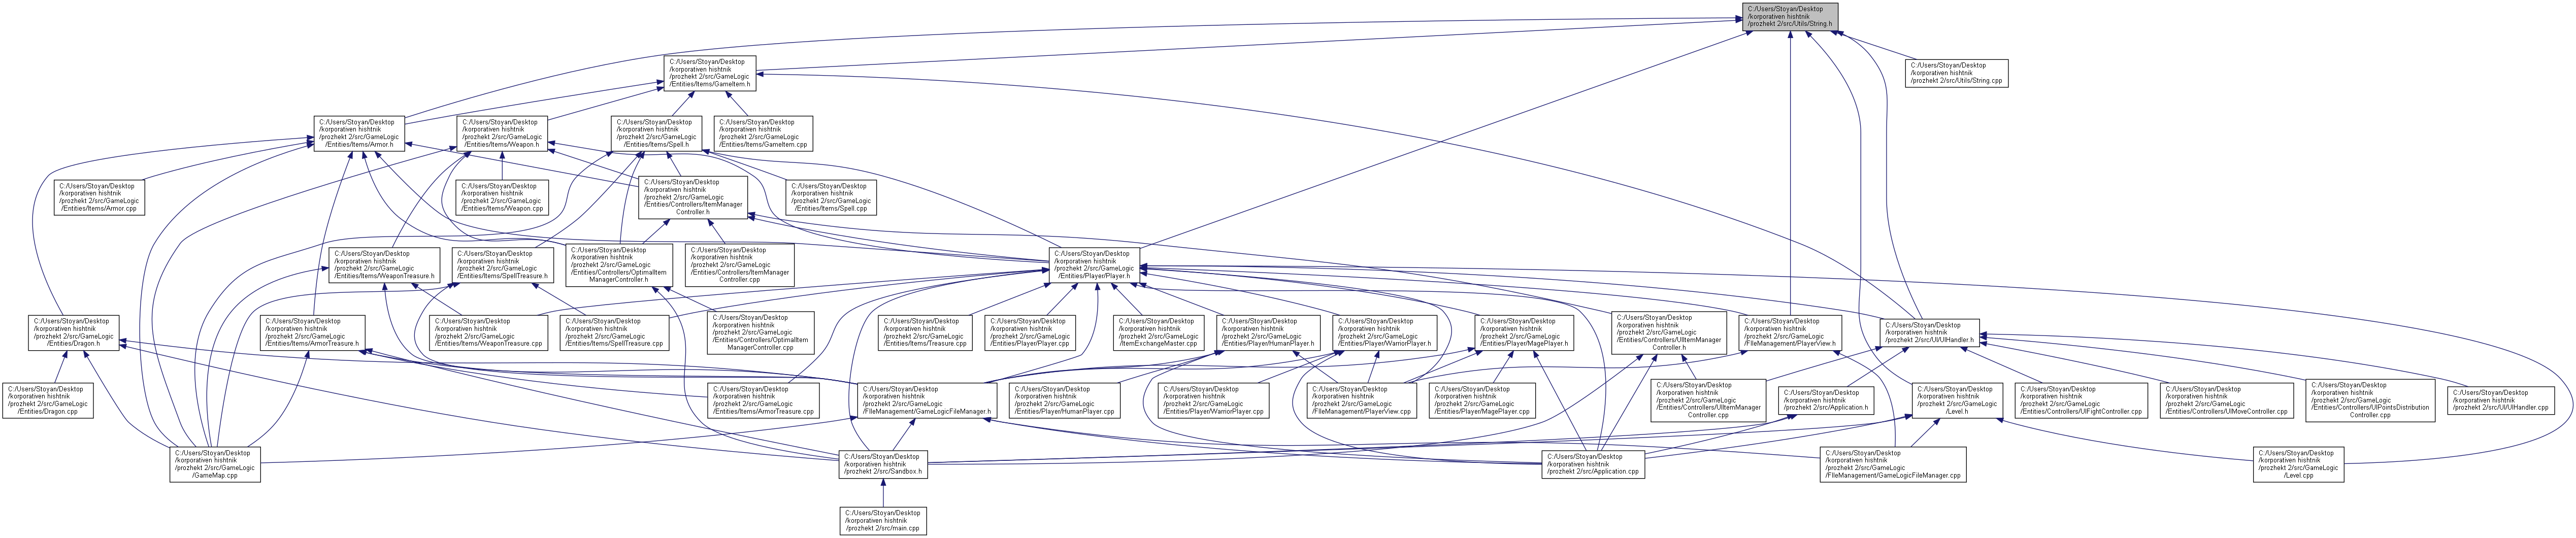 C:/Users/Stoyan/Desktop
/korporativen hishtnik
/prozhekt 2/src/Utils/String.h
C:/Users/Stoyan/Desktop
/korporativen hishtnik
/prozhekt 2/src/GameLogic
/Entities/Items/GameItem.h
C:/Users/Stoyan/Desktop
/korporativen hishtnik
/prozhekt 2/src/Utils/String.cpp
C:/Users/Stoyan/Desktop
/korporativen hishtnik
/prozhekt 2/src/GameLogic
/Entities/Items/Armor.h
C:/Users/Stoyan/Desktop
/korporativen hishtnik
/prozhekt 2/src/GameLogic
/Entities/Items/Weapon.h
C:/Users/Stoyan/Desktop
/korporativen hishtnik
/prozhekt 2/src/GameLogic
/Entities/Items/Spell.h
C:/Users/Stoyan/Desktop
/korporativen hishtnik
/prozhekt 2/src/GameLogic
/Entities/Items/GameItem.cpp
C:/Users/Stoyan/Desktop
/korporativen hishtnik
/prozhekt 2/src/GameLogic
/Entities/Items/Armor.cpp
C:/Users/Stoyan/Desktop
/korporativen hishtnik
/prozhekt 2/src/GameLogic
/Entities/Items/Weapon.cpp
C:/Users/Stoyan/Desktop
/korporativen hishtnik
/prozhekt 2/src/GameLogic
/Entities/Controllers/ItemManager
Controller.h
C:/Users/Stoyan/Desktop
/korporativen hishtnik
/prozhekt 2/src/GameLogic
/Entities/Items/Spell.cpp
C:/Users/Stoyan/Desktop
/korporativen hishtnik
/prozhekt 2/src/GameLogic
/Entities/Items/WeaponTreasure.h
C:/Users/Stoyan/Desktop
/korporativen hishtnik
/prozhekt 2/src/GameLogic
/Entities/Items/SpellTreasure.h
C:/Users/Stoyan/Desktop
/korporativen hishtnik
/prozhekt 2/src/GameLogic
/Entities/Controllers/OptimalItem
ManagerController.h
C:/Users/Stoyan/Desktop
/korporativen hishtnik
/prozhekt 2/src/GameLogic
/Entities/Controllers/ItemManager
Controller.cpp
C:/Users/Stoyan/Desktop
/korporativen hishtnik
/prozhekt 2/src/GameLogic
/Entities/Player/Player.h
C:/Users/Stoyan/Desktop
/korporativen hishtnik
/prozhekt 2/src/GameLogic
/Entities/Dragon.h
C:/Users/Stoyan/Desktop
/korporativen hishtnik
/prozhekt 2/src/GameLogic
/Entities/Items/ArmorTreasure.h
C:/Users/Stoyan/Desktop
/korporativen hishtnik
/prozhekt 2/src/GameLogic
/Entities/Items/WeaponTreasure.cpp
C:/Users/Stoyan/Desktop
/korporativen hishtnik
/prozhekt 2/src/GameLogic
/Entities/Items/SpellTreasure.cpp
C:/Users/Stoyan/Desktop
/korporativen hishtnik
/prozhekt 2/src/GameLogic
/Entities/Controllers/OptimalItem
ManagerController.cpp
C:/Users/Stoyan/Desktop
/korporativen hishtnik
/prozhekt 2/src/GameLogic
/Entities/Items/Treasure.cpp
C:/Users/Stoyan/Desktop
/korporativen hishtnik
/prozhekt 2/src/GameLogic
/Entities/Player/Player.cpp
C:/Users/Stoyan/Desktop
/korporativen hishtnik
/prozhekt 2/src/GameLogic
/ItemExchangeMaster.cpp
C:/Users/Stoyan/Desktop
/korporativen hishtnik
/prozhekt 2/src/GameLogic
/Entities/Player/HumanPlayer.h
C:/Users/Stoyan/Desktop
/korporativen hishtnik
/prozhekt 2/src/GameLogic
/Entities/Player/WarriorPlayer.h
C:/Users/Stoyan/Desktop
/korporativen hishtnik
/prozhekt 2/src/GameLogic
/Entities/Player/MagePlayer.h
C:/Users/Stoyan/Desktop
/korporativen hishtnik
/prozhekt 2/src/GameLogic
/Entities/Controllers/UIItemManager
Controller.h
C:/Users/Stoyan/Desktop
/korporativen hishtnik
/prozhekt 2/src/GameLogic
/FIleManagement/PlayerView.h
C:/Users/Stoyan/Desktop
/korporativen hishtnik
/prozhekt 2/src/UI/UIHandler.h
C:/Users/Stoyan/Desktop
/korporativen hishtnik
/prozhekt 2/src/GameLogic
/Entities/Dragon.cpp
C:/Users/Stoyan/Desktop
/korporativen hishtnik
/prozhekt 2/src/GameLogic
/Entities/Items/ArmorTreasure.cpp
C:/Users/Stoyan/Desktop
/korporativen hishtnik
/prozhekt 2/src/GameLogic
/FIleManagement/GameLogicFileManager.h
C:/Users/Stoyan/Desktop
/korporativen hishtnik
/prozhekt 2/src/GameLogic
/Entities/Player/HumanPlayer.cpp
C:/Users/Stoyan/Desktop
/korporativen hishtnik
/prozhekt 2/src/GameLogic
/Entities/Player/WarriorPlayer.cpp
C:/Users/Stoyan/Desktop
/korporativen hishtnik
/prozhekt 2/src/GameLogic
/FIleManagement/PlayerView.cpp
C:/Users/Stoyan/Desktop
/korporativen hishtnik
/prozhekt 2/src/GameLogic
/Entities/Player/MagePlayer.cpp
C:/Users/Stoyan/Desktop
/korporativen hishtnik
/prozhekt 2/src/GameLogic
/Entities/Controllers/UIItemManager
Controller.cpp
C:/Users/Stoyan/Desktop
/korporativen hishtnik
/prozhekt 2/src/Application.h
C:/Users/Stoyan/Desktop
/korporativen hishtnik
/prozhekt 2/src/GameLogic
/Level.h
C:/Users/Stoyan/Desktop
/korporativen hishtnik
/prozhekt 2/src/GameLogic
/Entities/Controllers/UIFightController.cpp
C:/Users/Stoyan/Desktop
/korporativen hishtnik
/prozhekt 2/src/GameLogic
/Entities/Controllers/UIMoveController.cpp
C:/Users/Stoyan/Desktop
/korporativen hishtnik
/prozhekt 2/src/GameLogic
/Entities/Controllers/UIPointsDistribution
Controller.cpp
C:/Users/Stoyan/Desktop
/korporativen hishtnik
/prozhekt 2/src/UI/UIHandler.cpp
C:/Users/Stoyan/Desktop
/korporativen hishtnik
/prozhekt 2/src/GameLogic
/GameMap.cpp
C:/Users/Stoyan/Desktop
/korporativen hishtnik
/prozhekt 2/src/Sandbox.h
C:/Users/Stoyan/Desktop
/korporativen hishtnik
/prozhekt 2/src/Application.cpp
C:/Users/Stoyan/Desktop
/korporativen hishtnik
/prozhekt 2/src/GameLogic
/FIleManagement/GameLogicFileManager.cpp
C:/Users/Stoyan/Desktop
/korporativen hishtnik
/prozhekt 2/src/GameLogic
/Level.cpp
C:/Users/Stoyan/Desktop
/korporativen hishtnik
/prozhekt 2/src/main.cpp